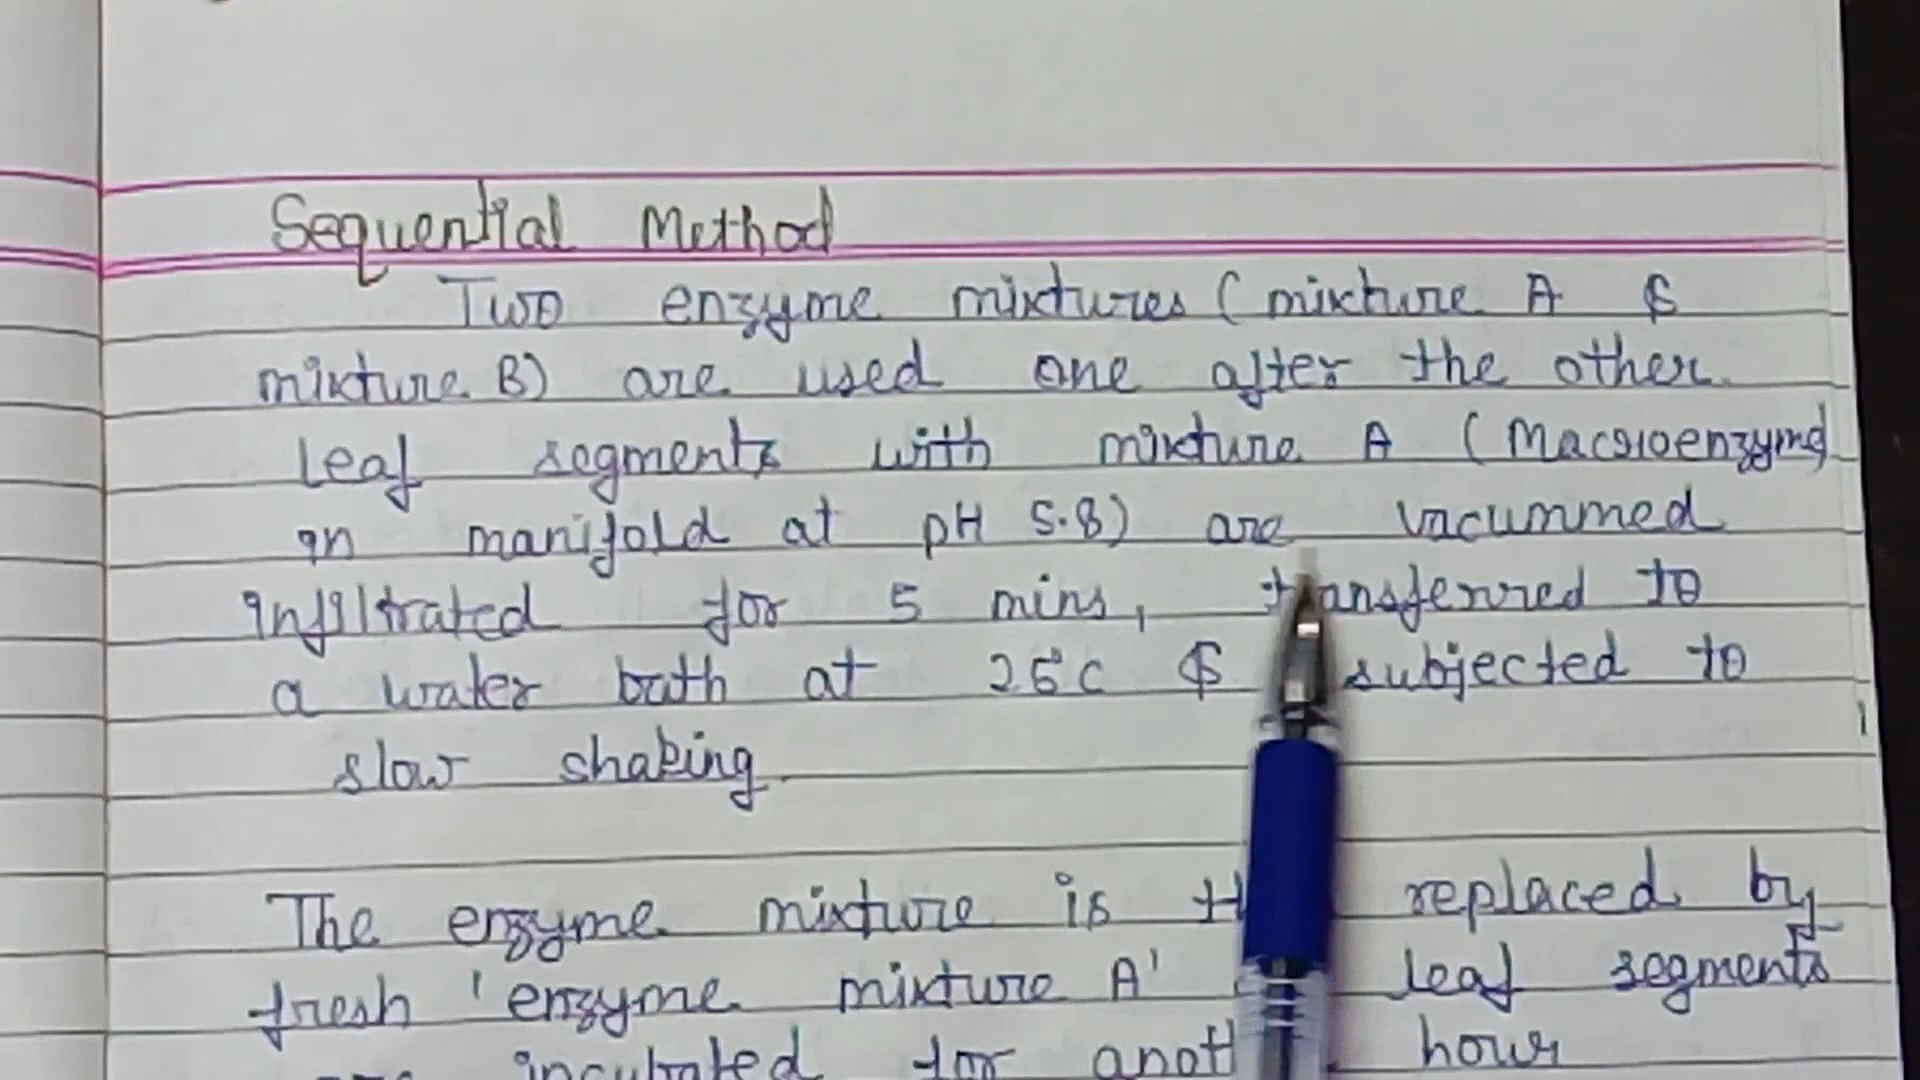 Sequential Method
Two enzyme mixtures (mixture A &
mixture B) are used one after the other.
Leaf segments with mixture A (Macroenzyme
in manifold at pH 5.8) are vacummed
infiltrated for 5 mins, transferred to
a water bath at 25°C & subjected to
slow shaking.
The enzyme mixture is replaced by
fresh 'enzyme mixture A' leaf segments
incubated for hour